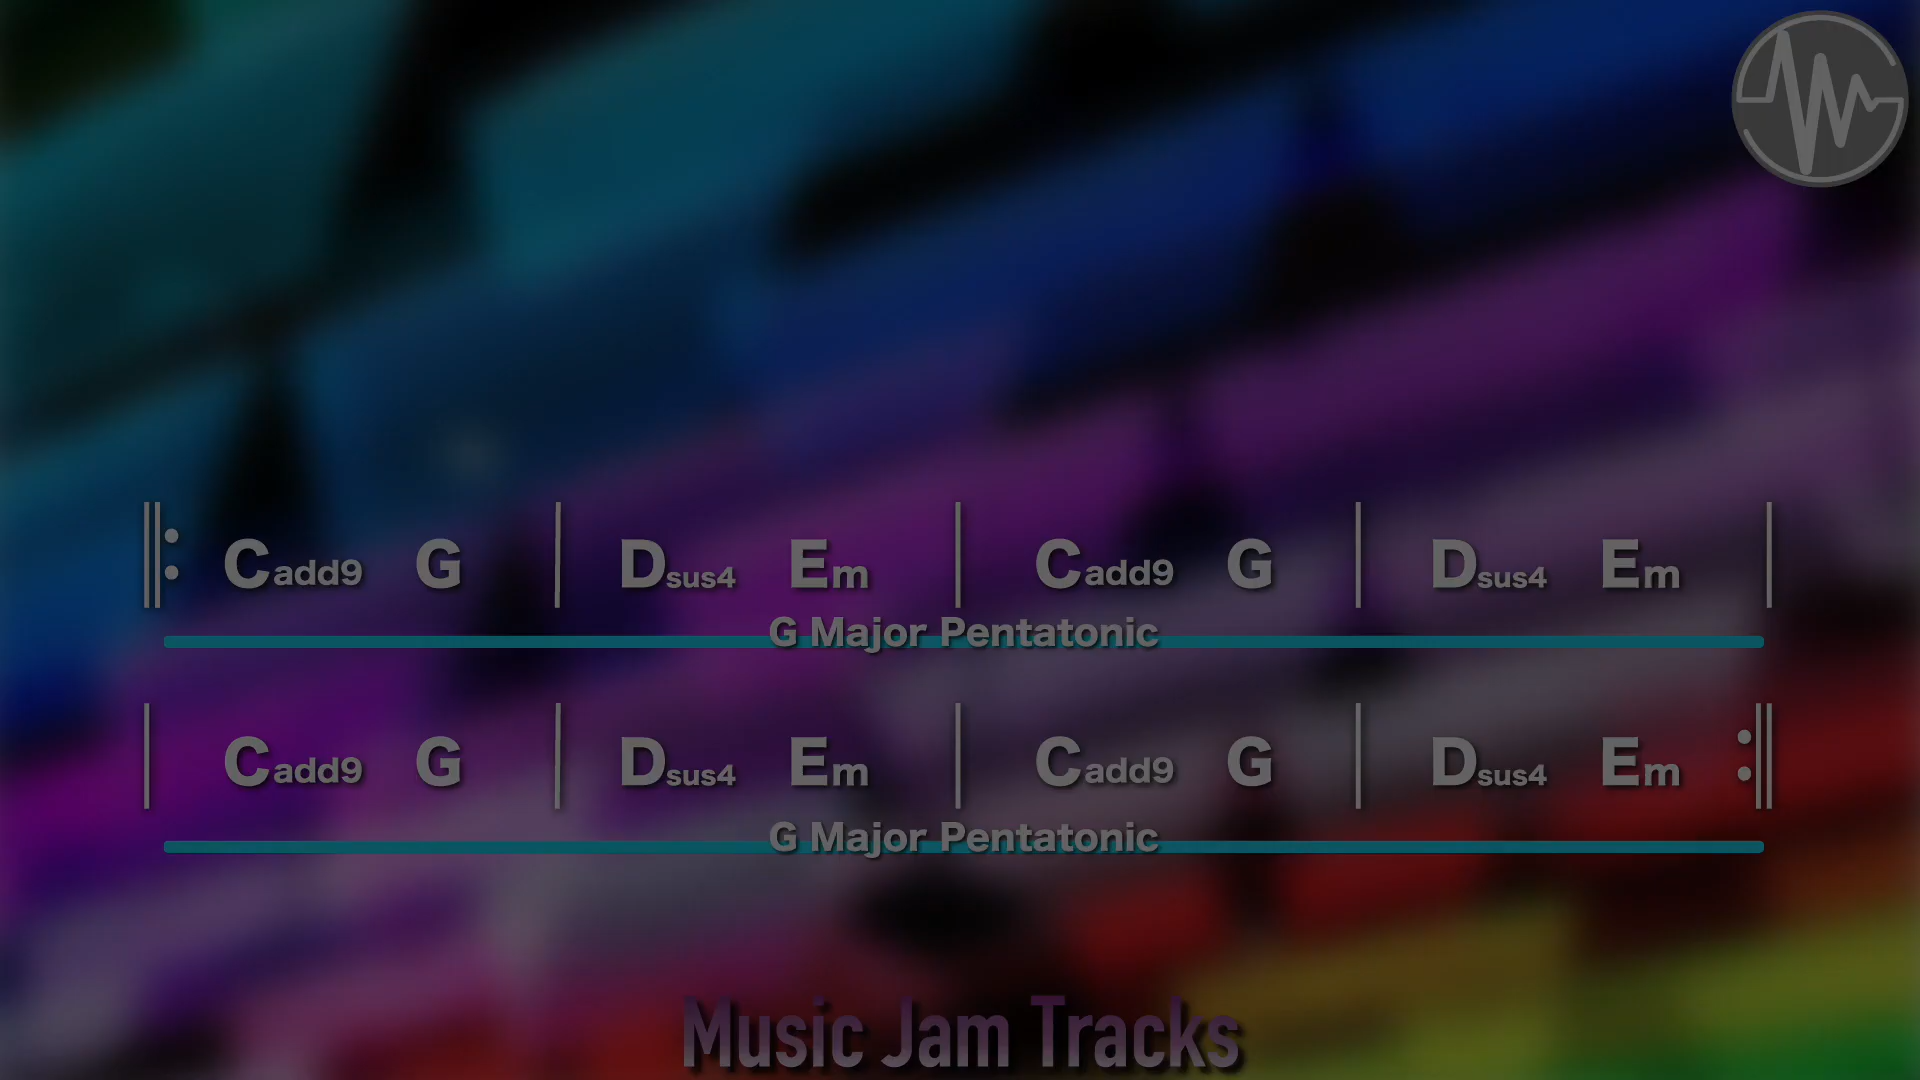 Cadd9 G Dsus4 Em Cadd9 G Dsus4 Em
G Major Pentatonic
Cadd9 G Dsus4 Em Cadd9 G Dsus4 Em
G Major Pentatonic
Music Jam Tracks